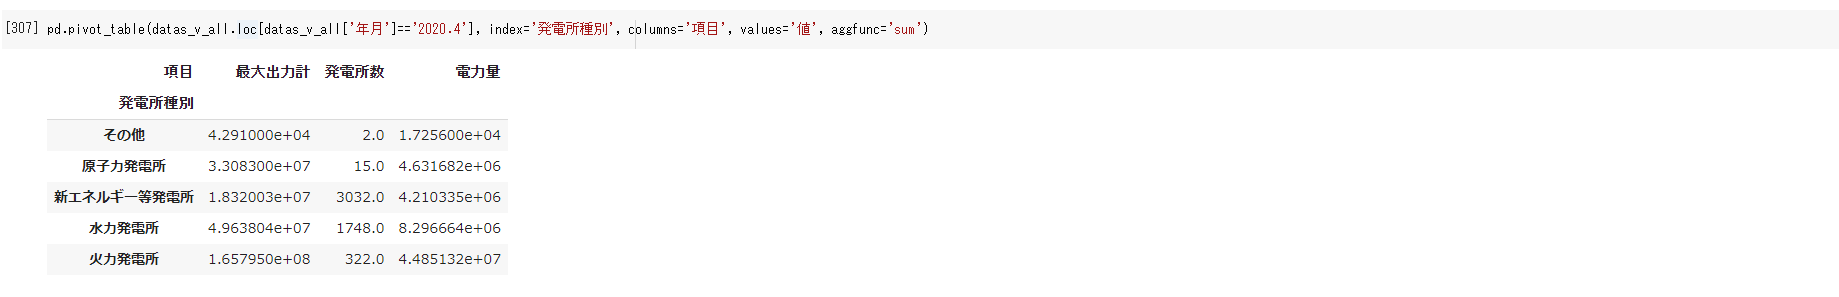 [307] pd.pivot_table(datas_v_all.loc[datas_v_all['年月']=='2020.4'], index='発電所種別', columns='項目', values='値', aggfunc='sum')
項目 最大出力計 発電所数 電力量
発電所種別
その他 4.291000e+04 2.0 1.725600e+04
原子力発電所 3.308300e+07 15.0 4.631682e+06
新エネルギー等発電所 1.832003e+07 3032.0 4.210335e+06
水力発電所 4.963804e+07 1748.0 8.296664e+06
火力発電所 1.657950e+08 322.0 4.485132e+07